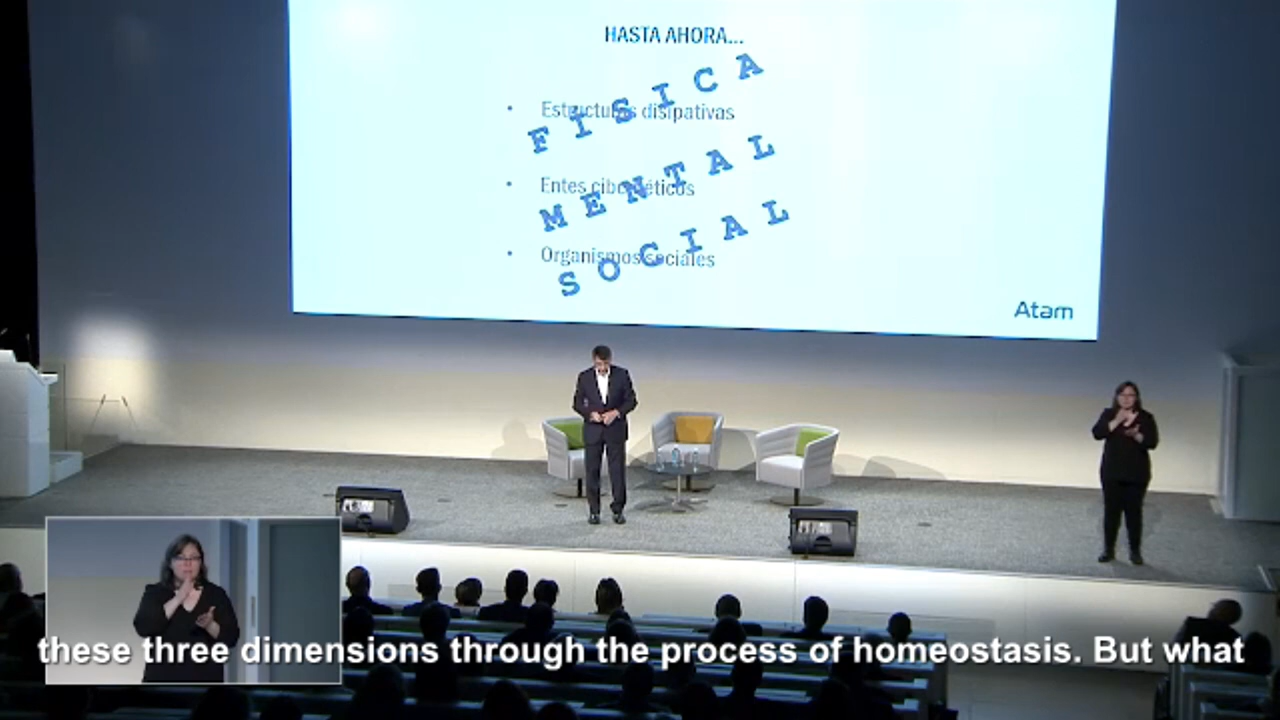 HASTA AHORA...
• Estructuras disipativas
FISICA
• Entes cibernéticos
MENTAL
• Organismos sociales
SOCIAL
Atam
these three dimensions through the process of homeostasis. But what